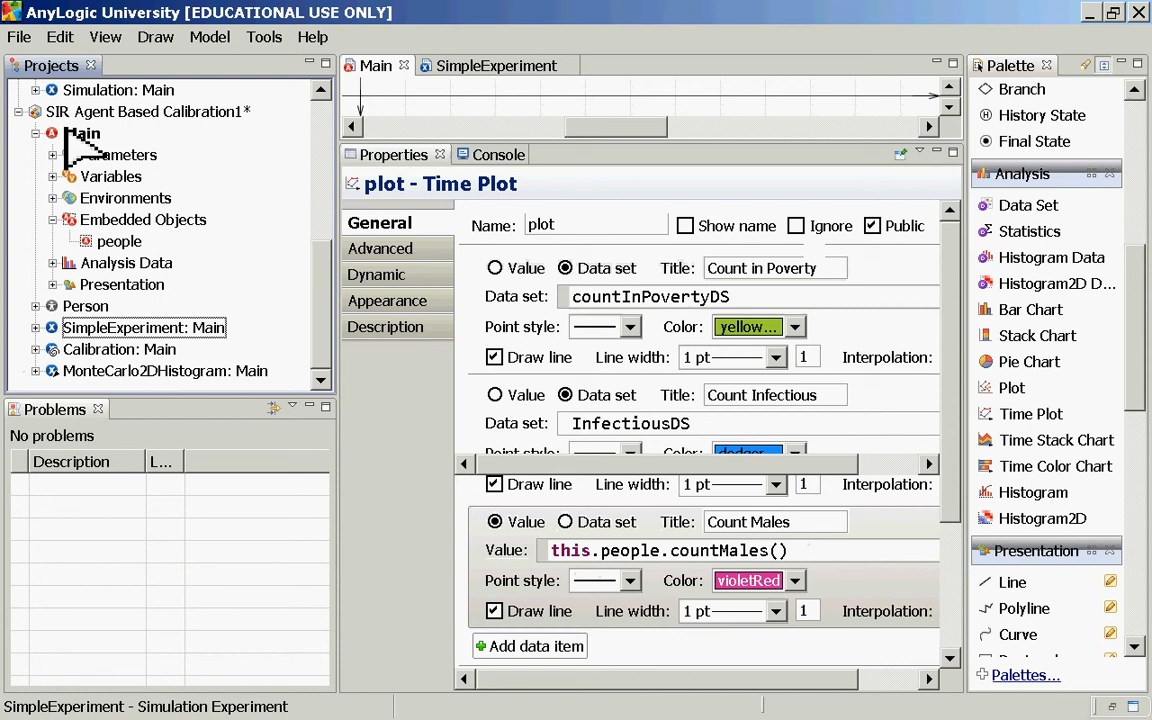 AnyLogic University [EDUCATIONAL USE ONLY]
File Edit View Draw Model Tools Help
Projects
Simulation: Main
SIR Agent Based Calibration1*
Main
Parameters
Variables
Environments
Embedded Objects
people
Analysis Data
Presentation
Person
SimpleExperiment: Main
Calibration: Main
MonteCarlo2DHistogram: Main
Problems
No problems
Description L...
Main SimpleExperiment
Properties Console
plot - Time Plot
General
Advanced
Dynamic
Appearance
Description
Name: plot Show name Ignore Public
Value Data set Title: Count in Poverty
Data set: countInPovertyDS
Point style: Color: yellow...
Draw line Line width: 1 pt 1 Interpolation:
Value Data set Title: Count Infectious
Data set: InfectiousDS
Point style: Color: dodger...
Draw line Line width: 1 pt 1 Interpolation:
Value Data set Title: Count Males
Value: this.people.countMales()
Point style: Color: violetRed
Draw line Line width: 1 pt 1 Interpolation:
Add data item
Palette
Branch
History State
Final State
Analysis
Data Set
Statistics
Histogram Data
Histogram2D D...
Bar Chart
Stack Chart
Pie Chart
Plot
Time Plot
Time Stack Chart
Time Color Chart
Histogram
Histogram2D
Presentation
Line
Polyline
Curve
Palettes...
SimpleExperiment - Simulation Experiment